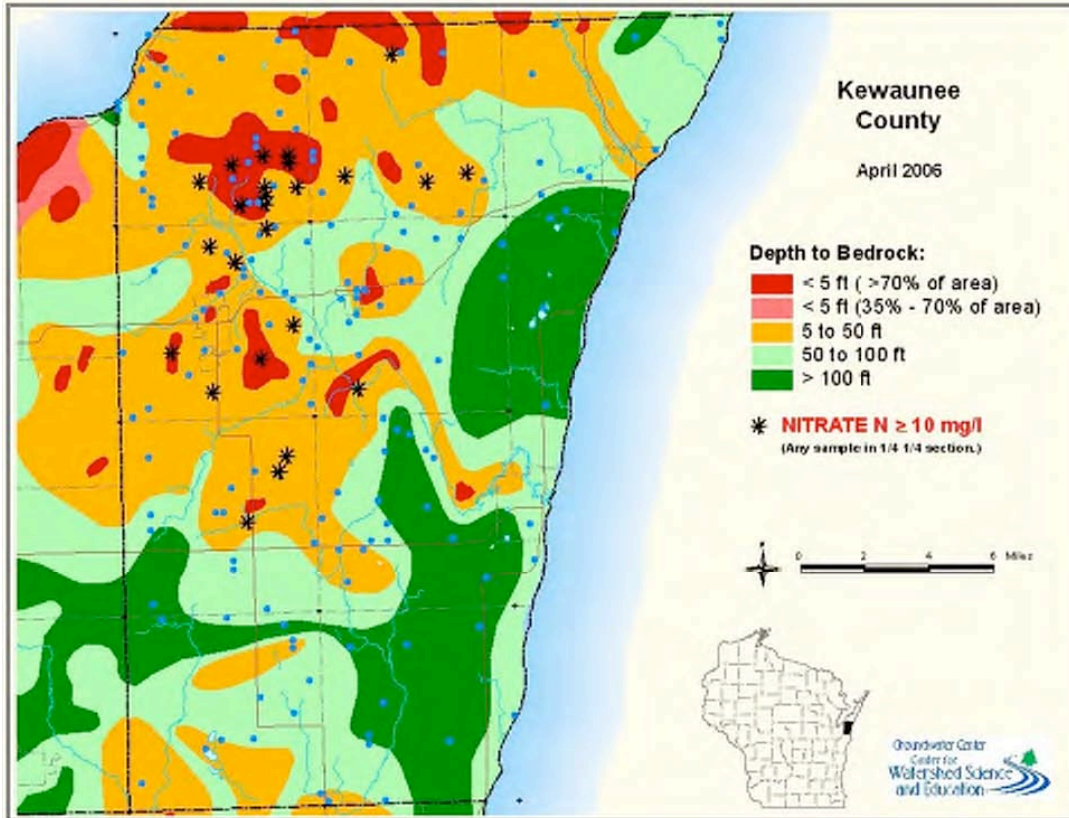 Kewaunee
County
April 2006
Depth to Bedrock:
< 5 ft ( >70% of area)
< 5 ft (35% - 70% of area)
5 to 50 ft
50 to 100 ft
> 100 ft
NITRATE N ≥ 10 mg/l
(Any sample in 1/4 1/4 section.)
0 2 4 6 Miles
Groundwater Center
Center for
Watershed Science
and Education